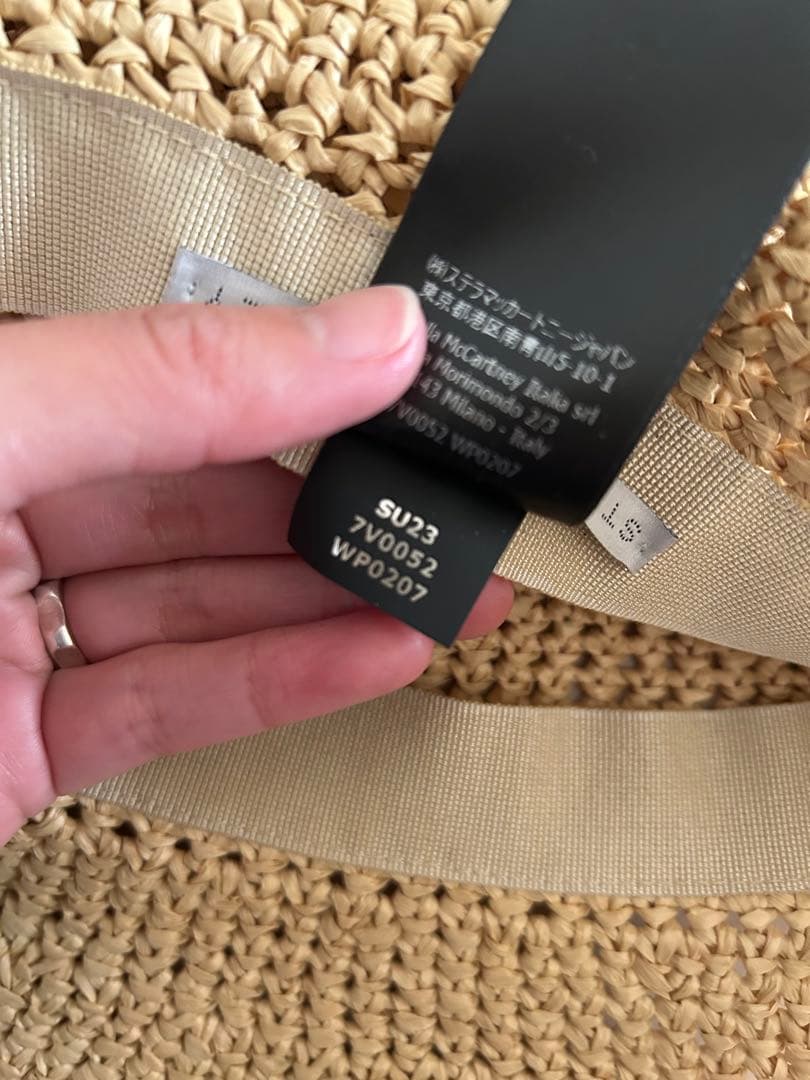 ㈱ステラマッカートニージャパン
東京都港区南青山5-10-1
McCartney Italia srl
Morimondo 2/3
Milano - Italy
7V0052 WP0207
SU23
7V0052
WP0207